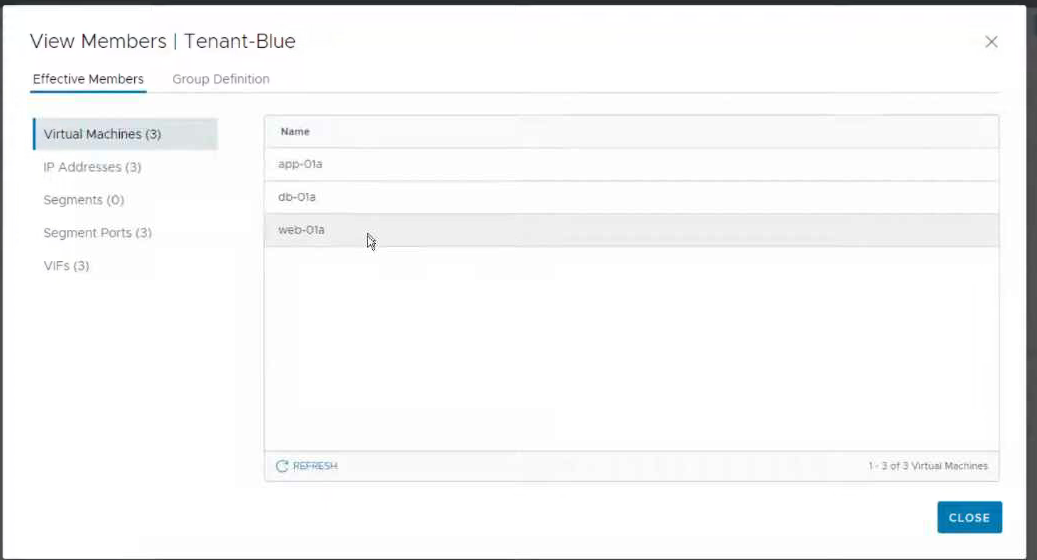 View Members | Tenant-Blue
Effective Members
Group Definition
Virtual Machines (3)
IP Addresses (3)
Segments (0)
Segment Ports (3)
VIFs (3)
Name
app-01a
db-01a
web-01a
REFRESH
1 - 3 of 3 Virtual Machines
CLOSE